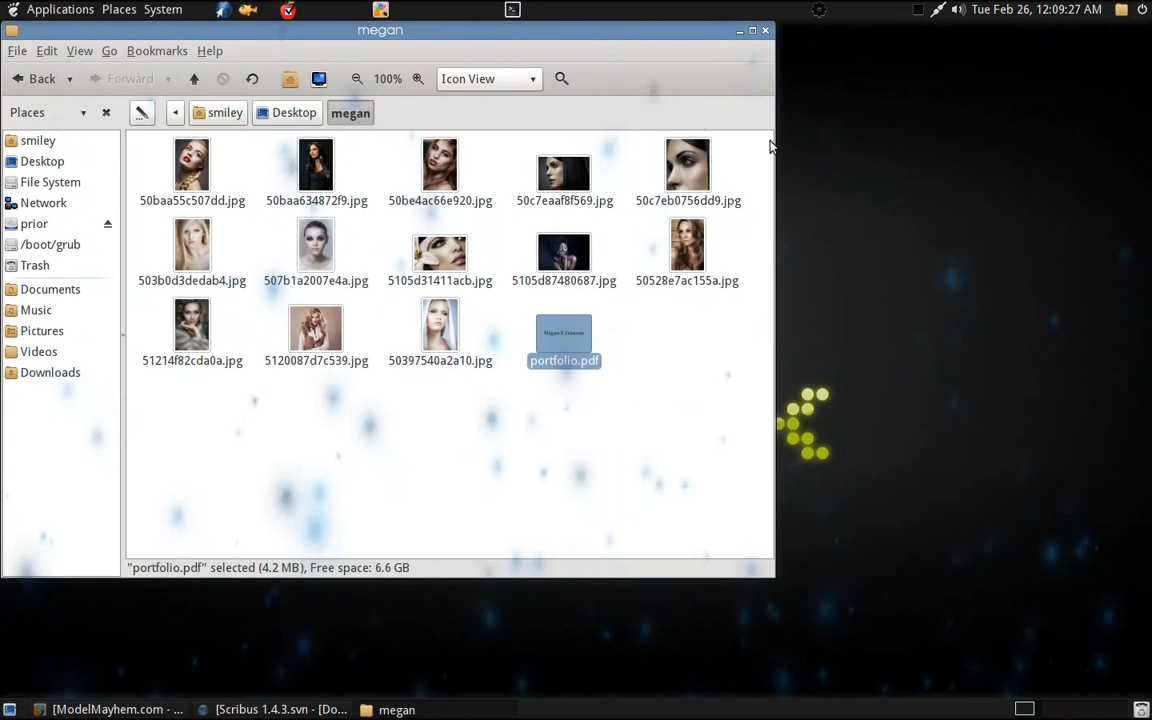 Applications Places System
Tue Feb 26, 12:09:27 AM
megan
File Edit View Go Bookmarks Help
Back Forward 100% Icon View
Places smiley Desktop megan
smiley
Desktop
File System
Network
prior
/boot/grub
Trash
Documents
Music
Pictures
Videos
Downloads
50baa55c507dd.jpg 50baa634872f9.jpg 50be4ac66e920.jpg 50c7eaaf8f569.jpg 50c7eb0756dd9.jpg
503b0d3dedab4.jpg 507b1a2007e4a.jpg 5105d31411acb.jpg 5105d87480687.jpg 50528e7ac155a.jpg
51214f82cda0a.jpg 5120087d7c539.jpg 50397540a2a10.jpg portfolio.pdf
"portfolio.pdf" selected (4.2 MB), Free space: 6.6 GB
[ModelMayhem.com - ... [Scribus 1.4.3.svn - [Do... megan